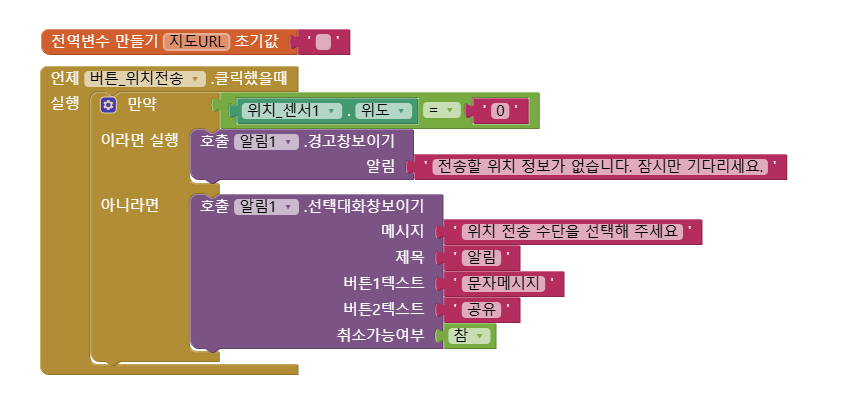 전역변수 만들기 지도URL 초기값 ' '
언제 버튼_위치전송 .클릭했을때
실행 만약 위치_센서1 . 위도 = ' 0 '
이라면 실행 호출 알림1 .경고창보이기
알림 ' 전송할 위치 정보가 없습니다. 잠시만 기다리세요. '
아니라면 호출 알림1 .선택대화창보이기
메시지 ' 위치 전송 수단을 선택해 주세요 '
제목 ' 알림 '
버튼1텍스트 ' 문자메시지 '
버튼2텍스트 ' 공유 '
취소가능여부 참